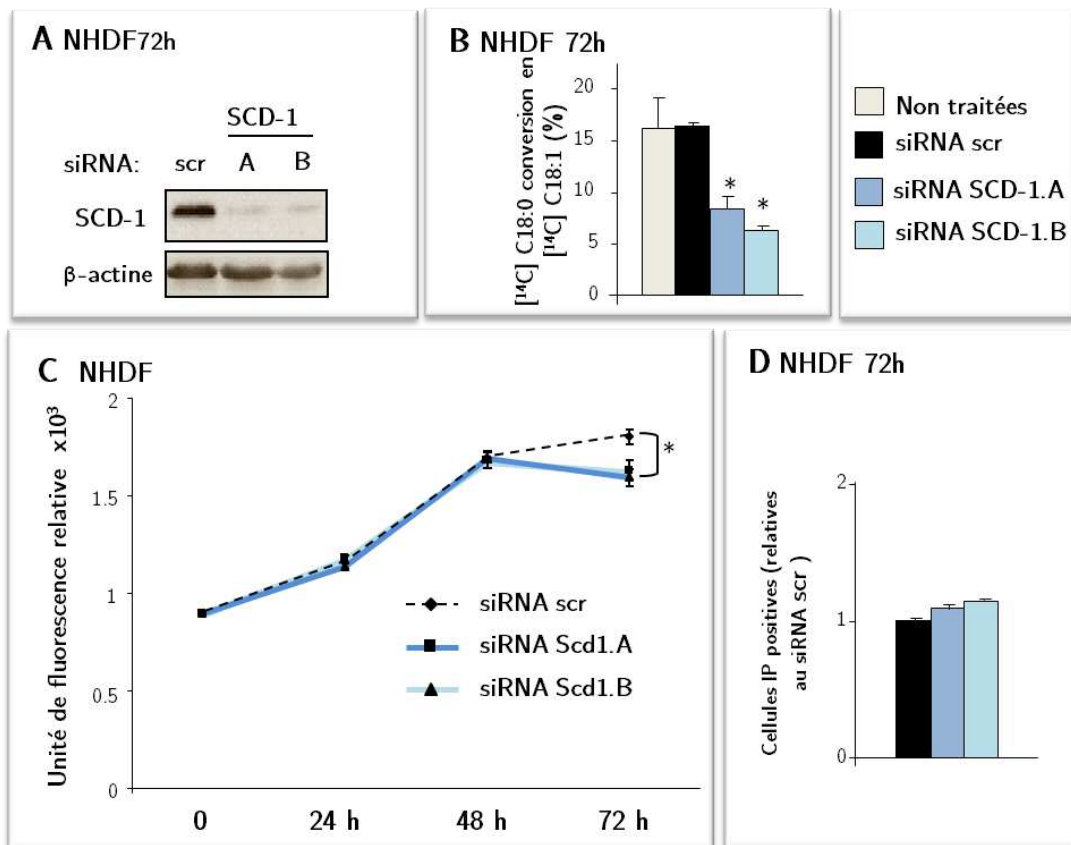 A NHDF72h
SCD-1
siRNA: scr A B
SCD-1
β-actine
B NHDF 72h
[¹⁴C] C18:0 conversion en
[¹⁴C] C18:1 (%)
20
15
10
5
0
*
*
Non traitées
siRNA scr
siRNA SCD-1.A
siRNA SCD-1.B
C NHDF
Unité de fluorescence relative x10³
2
1.5
1
0.5
0
*
siRNA scr
siRNA Scd1.A
siRNA Scd1.B
0 24 h 48 h 72 h
D NHDF 72h
Cellules IP positives (relatives
au siRNA scr )
2
1
0